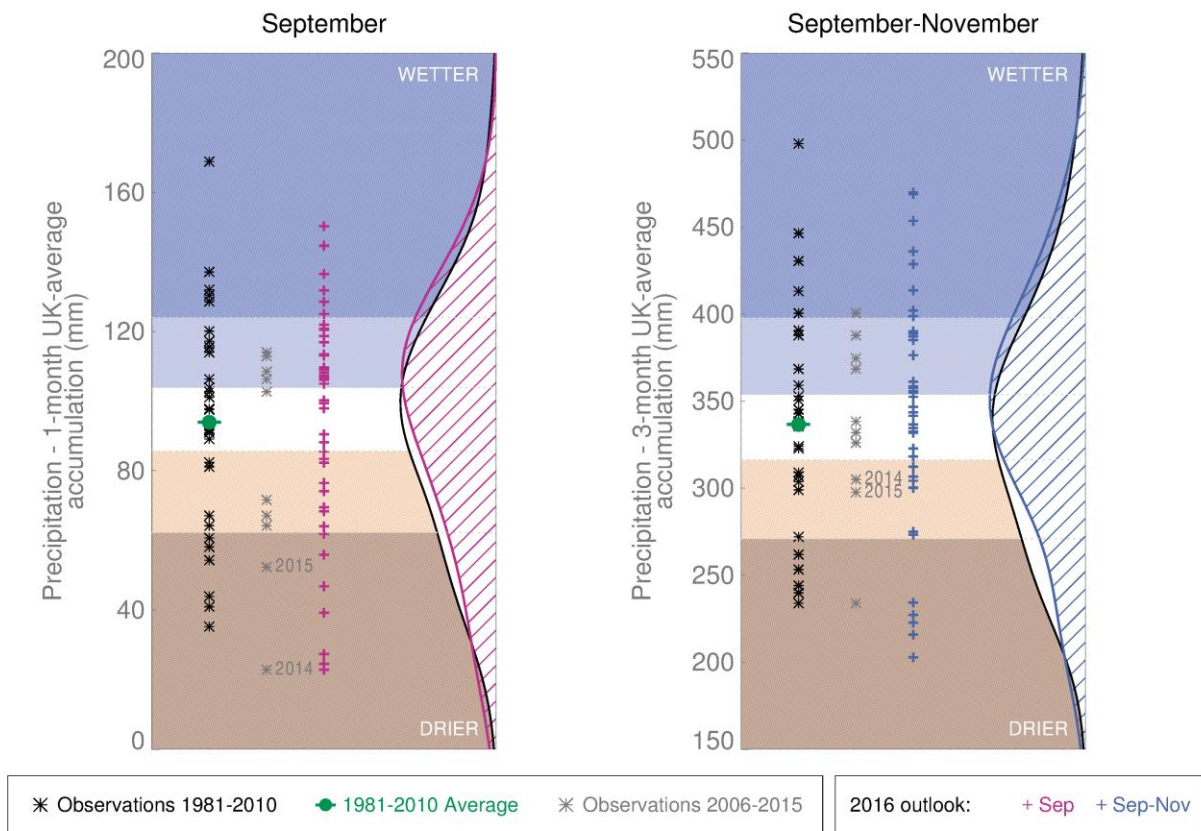 September
September-November
200
160
120
80
40
0
Precipitation - 1-month UK-average
accumulation (mm)
WETTER
2015
2014
DRIER
550
500
450
400
350
300
250
200
150
Precipitation - 3-month UK-average
accumulation (mm)
WETTER
2014
2015
DRIER
Observations 1981-2010
1981-2010 Average
Observations 2006-2015
2016 outlook:
+ Sep
+ Sep-Nov